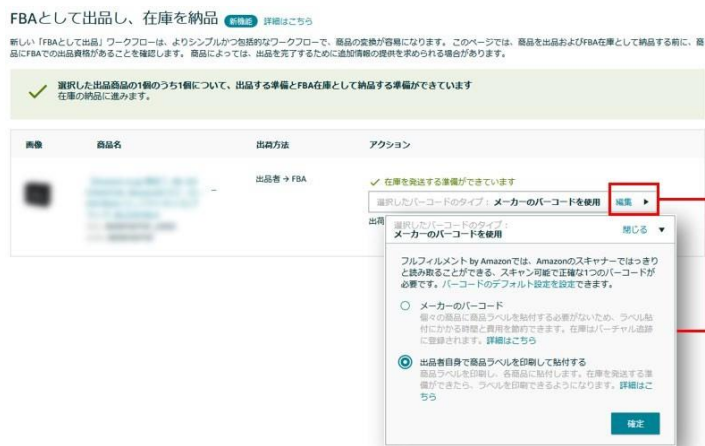 FBAとして出品し、在庫を納品 新機能 詳細はこちら
新しい「FBAとして出品」ワークフローは、よりシンプルかつ包括的なワークフローで、商品の変換が容易になります。 このページでは、商品を出品およびFBA在庫として納品する前に、商
品にFBAでの出品資格があることを確認します。 商品によっては、出品を完了するために追加情報の提供を求められる場合があります。
選択した出品商品の1個のうち1個について、出品する準備とFBA在庫として納品する準備ができています
在庫の納品に進みます。
画像 商品名 出荷方法 アクション
出品者 → FBA
在庫を発送する準備ができています
選択したバーコードのタイプ： メーカーのバーコードを使用 編集
出荷
選択したバーコードのタイプ：
メーカーのバーコードを使用 閉じる
フルフィルメント by Amazonでは、Amazonのスキャナーではっきり
と読み取ることができる、スキャン可能で正確な1つのバーコードが
必要です。バーコードのデフォルト設定を設定できます。
メーカーのバーコード
個々の商品に商品ラベルを貼付する必要がないため、ラベル貼
付にかかる時間と費用を節約できます。在庫はバーチャル追跡
に登録されます。詳細はこちら
出品者自身で商品ラベルを印刷して貼付する
商品ラベルを印刷し、各商品に貼付します。在庫を発送する準
備ができたら、ラベルを印刷できるようになります。詳細はこ
ちら
確定